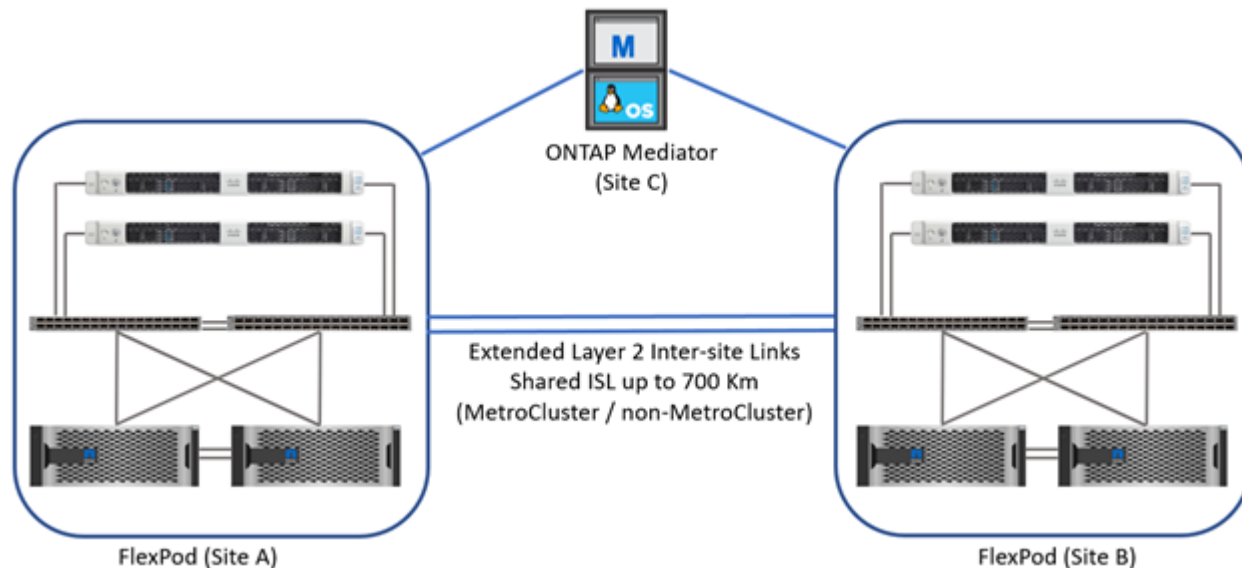 M
OS
ONTAP Mediator
(Site C)
Extended Layer 2 Inter-site Links
Shared ISL up to 700 Km
(MetroCluster / non-MetroCluster)
FlexPod (Site A)
FlexPod (Site B)